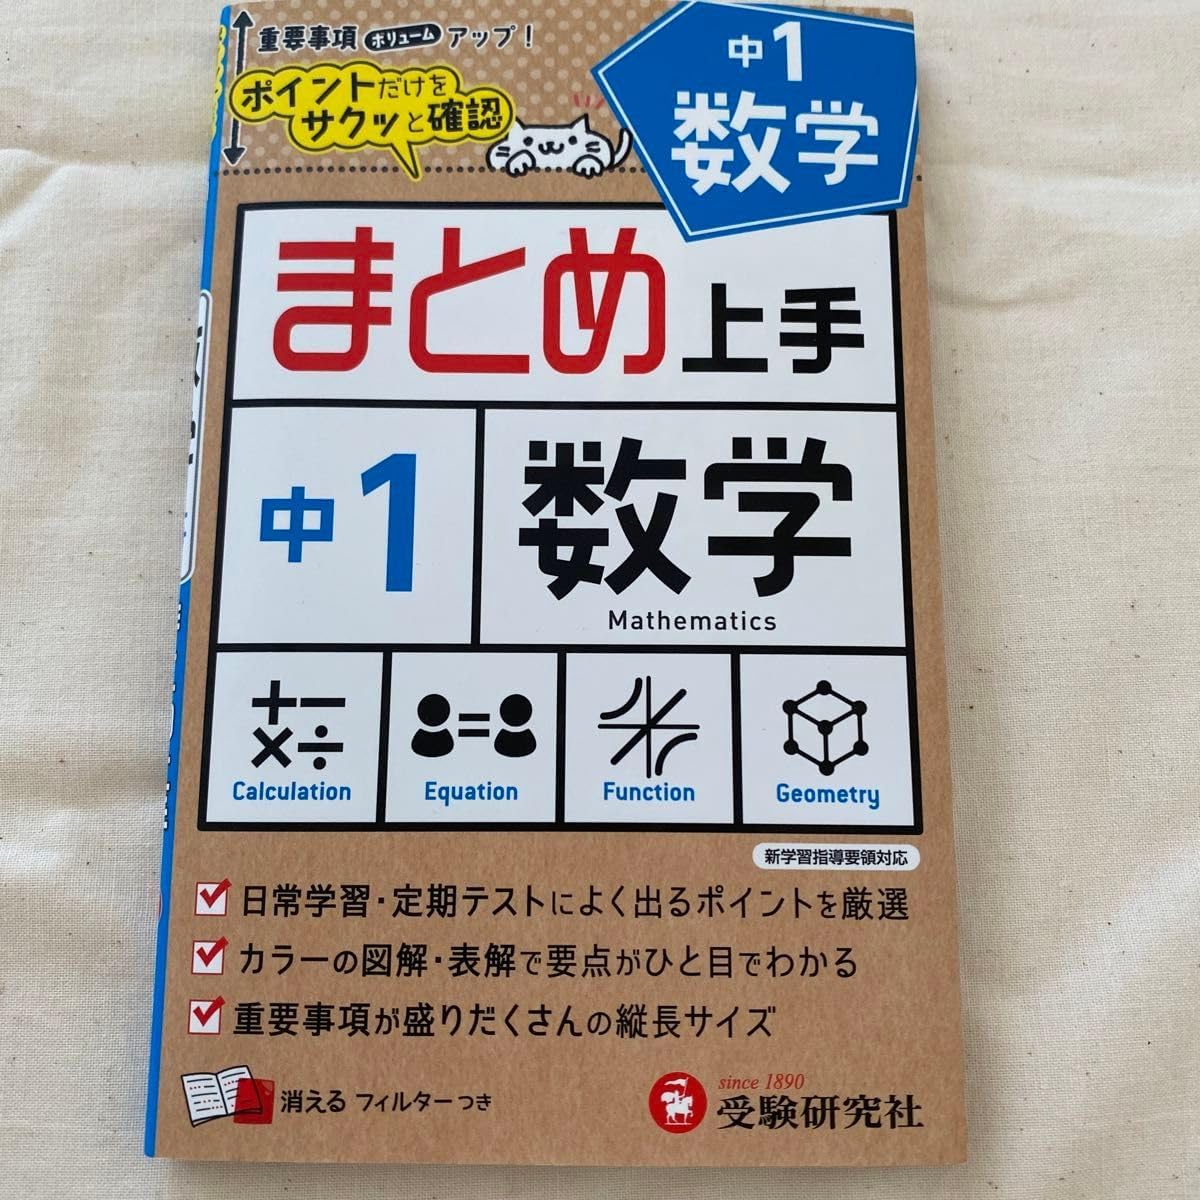 重要事項 ボリューム アップ!
ポイントだけを
サクッと確認
中1
数学
まとめ上手
中1
数学
Mathematics
Calculation
Equation
Function
Geometry
新学習指導要領対応
日常学習・定期テストによく出るポイントを厳選
カラーの図解・表解で要点がひと目でわかる
重要事項が盛りだくさんの縦長サイズ
消える フィルターつき
since 1890
受験研究社